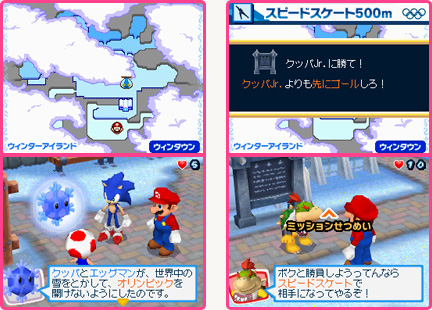 ウィンターアイランド
ウィンタウン
6
クッパとエッグマンが、世界中の
雪をとかして、オリンピックを
開けないようにしたのです。
スピードスケート500m
クッパJr. に勝て！
クッパJr. よりも先にゴールしろ！
ウィンターアイランド
ウィンタウン
10
ミッションせつめい
ボクと勝負しようってんなら
スピードスケートで
相手になってやるぞ！